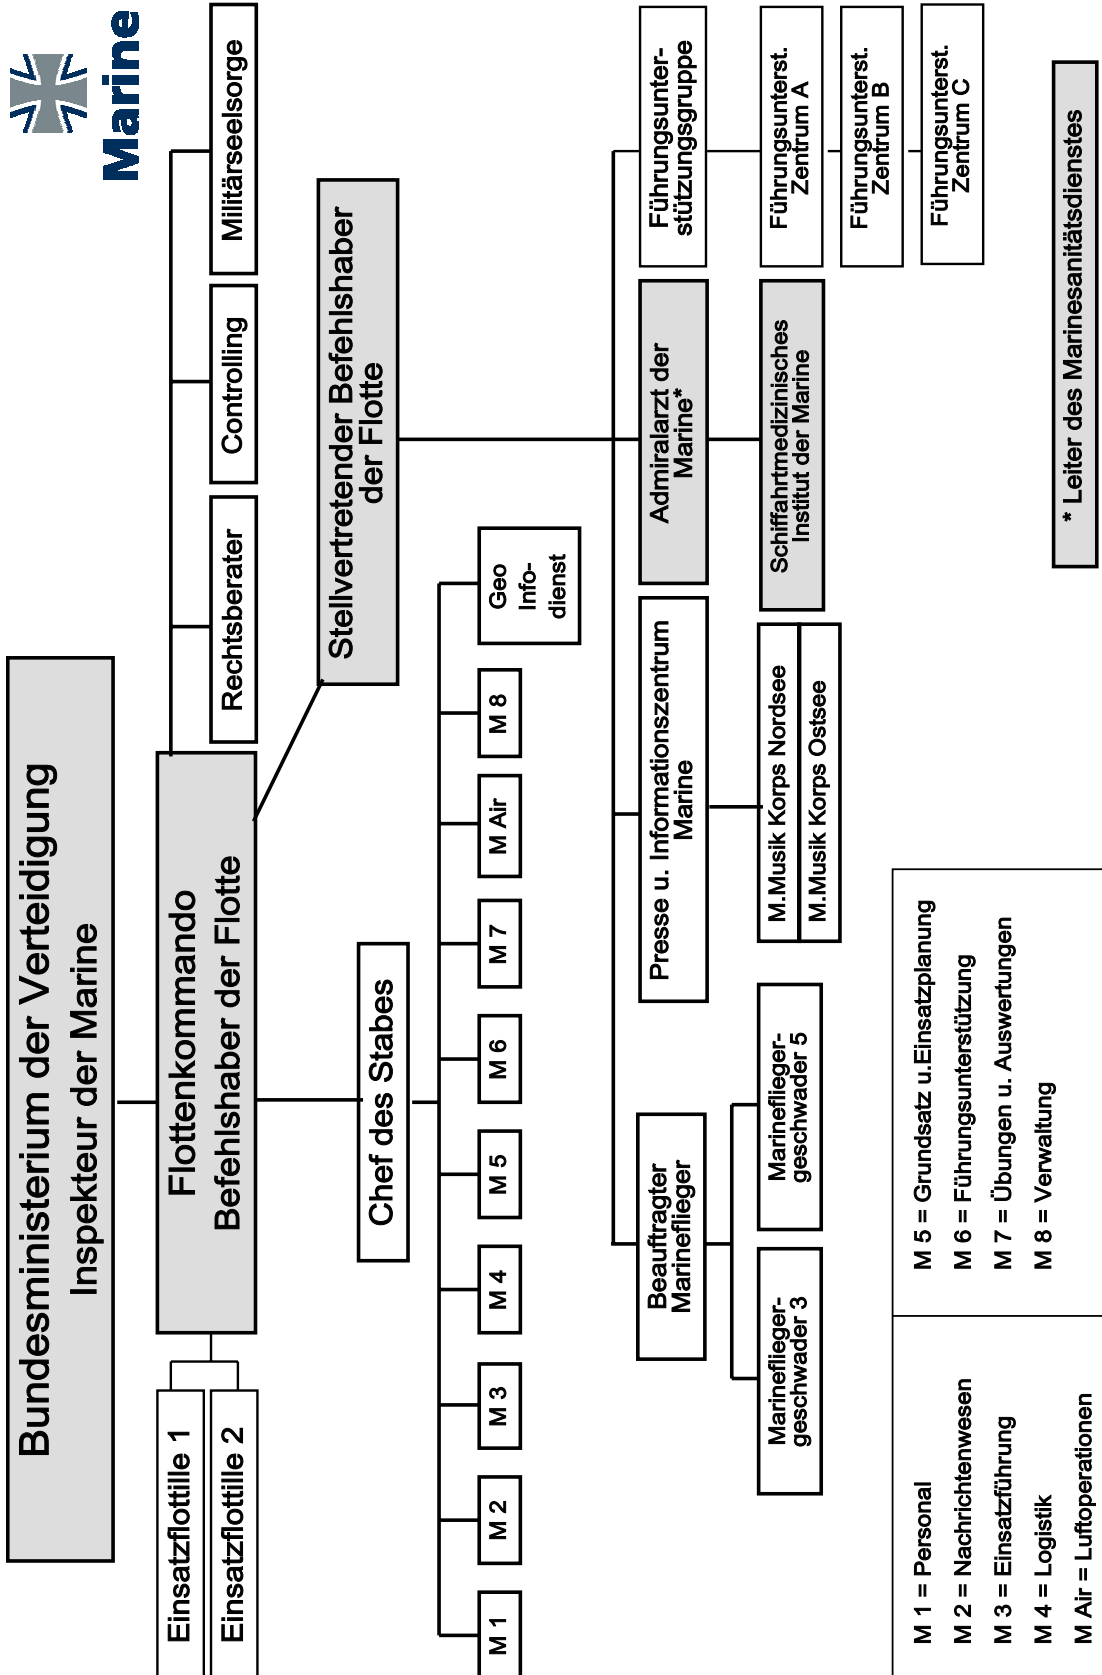 Marine
Bundesministerium der Verteidigung
Inspekteur der Marine
Einsatzflottille 1
Einsatzflottille 2
Flottenkommando
Befehlshaber der Flotte
Rechtsberater
Controlling
Militärseelsorge
Stellvertretender Befehlshaber
der Flotte
Chef des Stabes
M 1
M 2
M 3
M 4
M 5
M 6
M 7
M Air
M 8
Geo
Info-
dienst
Beauftragter
Marineflieger
Presse u. Informationszentrum
Marine
Admiralarzt der
Marine*
Führungsunter-
stützungsgruppe
Marineflieger-
geschwader 3
Marineflieger-
geschwader 5
M.Musik Korps Nordsee
M.Musik Korps Ostsee
Schiffahrtmedizinisches
Institut der Marine
Führungsunterst.
Zentrum A
Führungsunterst.
Zentrum B
Führungsunterst.
Zentrum C
M 1 = Personal
M 2 = Nachrichtenwesen
M 3 = Einsatzführung
M 4 = Logistik
M Air = Luftoperationen
M 5 = Grundsatz u.Einsatzplanung
M 6 = Führungsunterstützung
M 7 = Übungen u. Auswertungen
M 8 = Verwaltung
* Leiter des Marinesanitätsdienstes